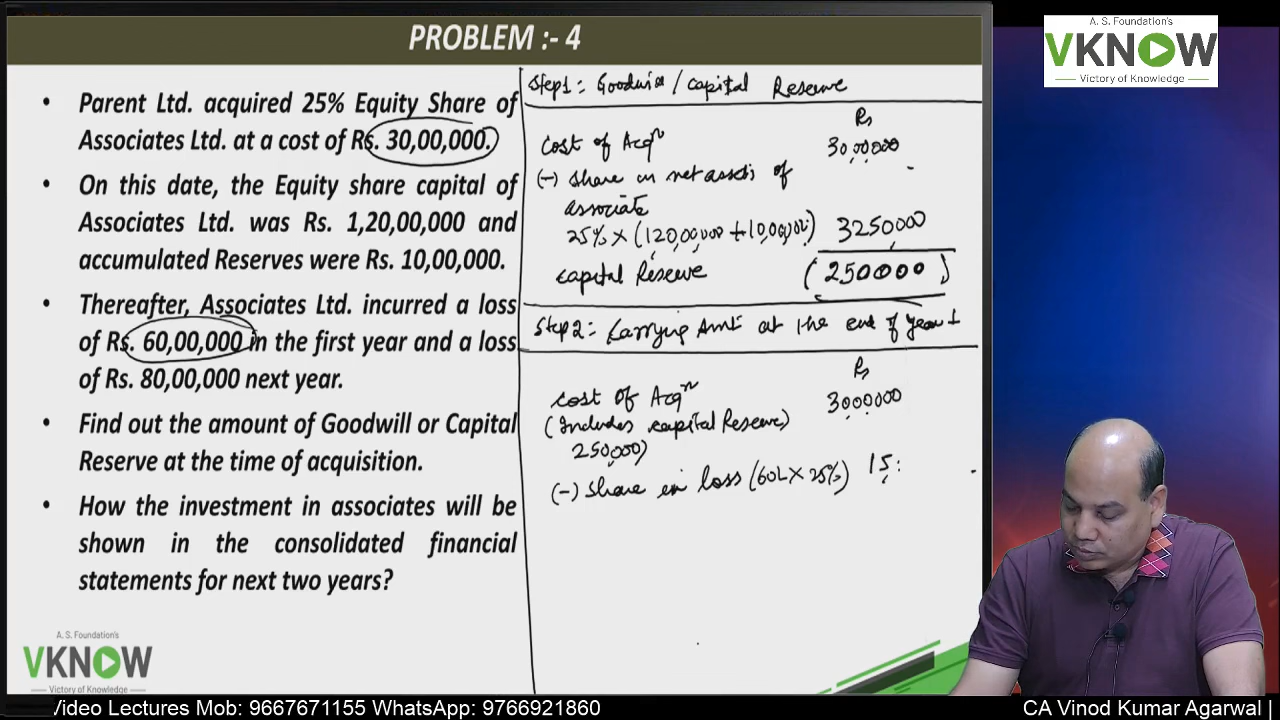 PROBLEM :- 4
A. S. Foundation's
VKNOW
Victory of Knowledge
• Parent Ltd. acquired 25% Equity Share of
Associates Ltd. at a cost of Rs. 30,00,000.
• On this date, the Equity share capital of
Associates Ltd. was Rs. 1,20,00,000 and
accumulated Reserves were Rs. 10,00,000.
• Thereafter, Associates Ltd. incurred a loss
of Rs. 60,00,000 in the first year and a loss
of Rs. 80,00,000 next year.
• Find out the amount of Goodwill or Capital
Reserve at the time of acquisition.
• How the investment in associates will be
shown in the consolidated financial
statements for next two years?
A. S. Foundation's
VKNOW
Victory of Knowledge
Step1: Goodwill / Capital Reserve
Rs
Cost of Acqn 30,00,000
(-) Share in net assets of
associate
25% × (120,00,000 + 10,00,000) 3250,000
Capital Reserve (250000)
Step2: Carrying Amt at the end of year 1
Rs
Cost of Acqn 3000000
(Includes capital Reserve)
250,000)
(-) Share in loss (60L × 25%) 15
Video Lectures Mob: 9667671155 WhatsApp: 9766921860
CA Vinod Kumar Agarwal |